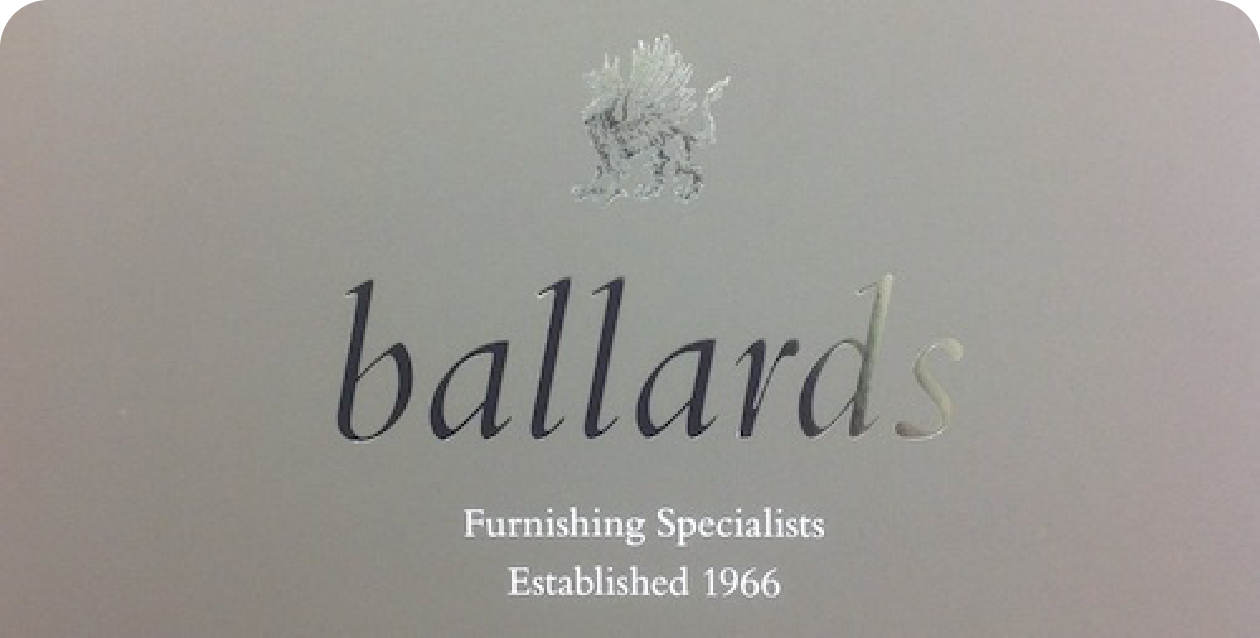 ballards
Furnishing Specialists
Established 1966